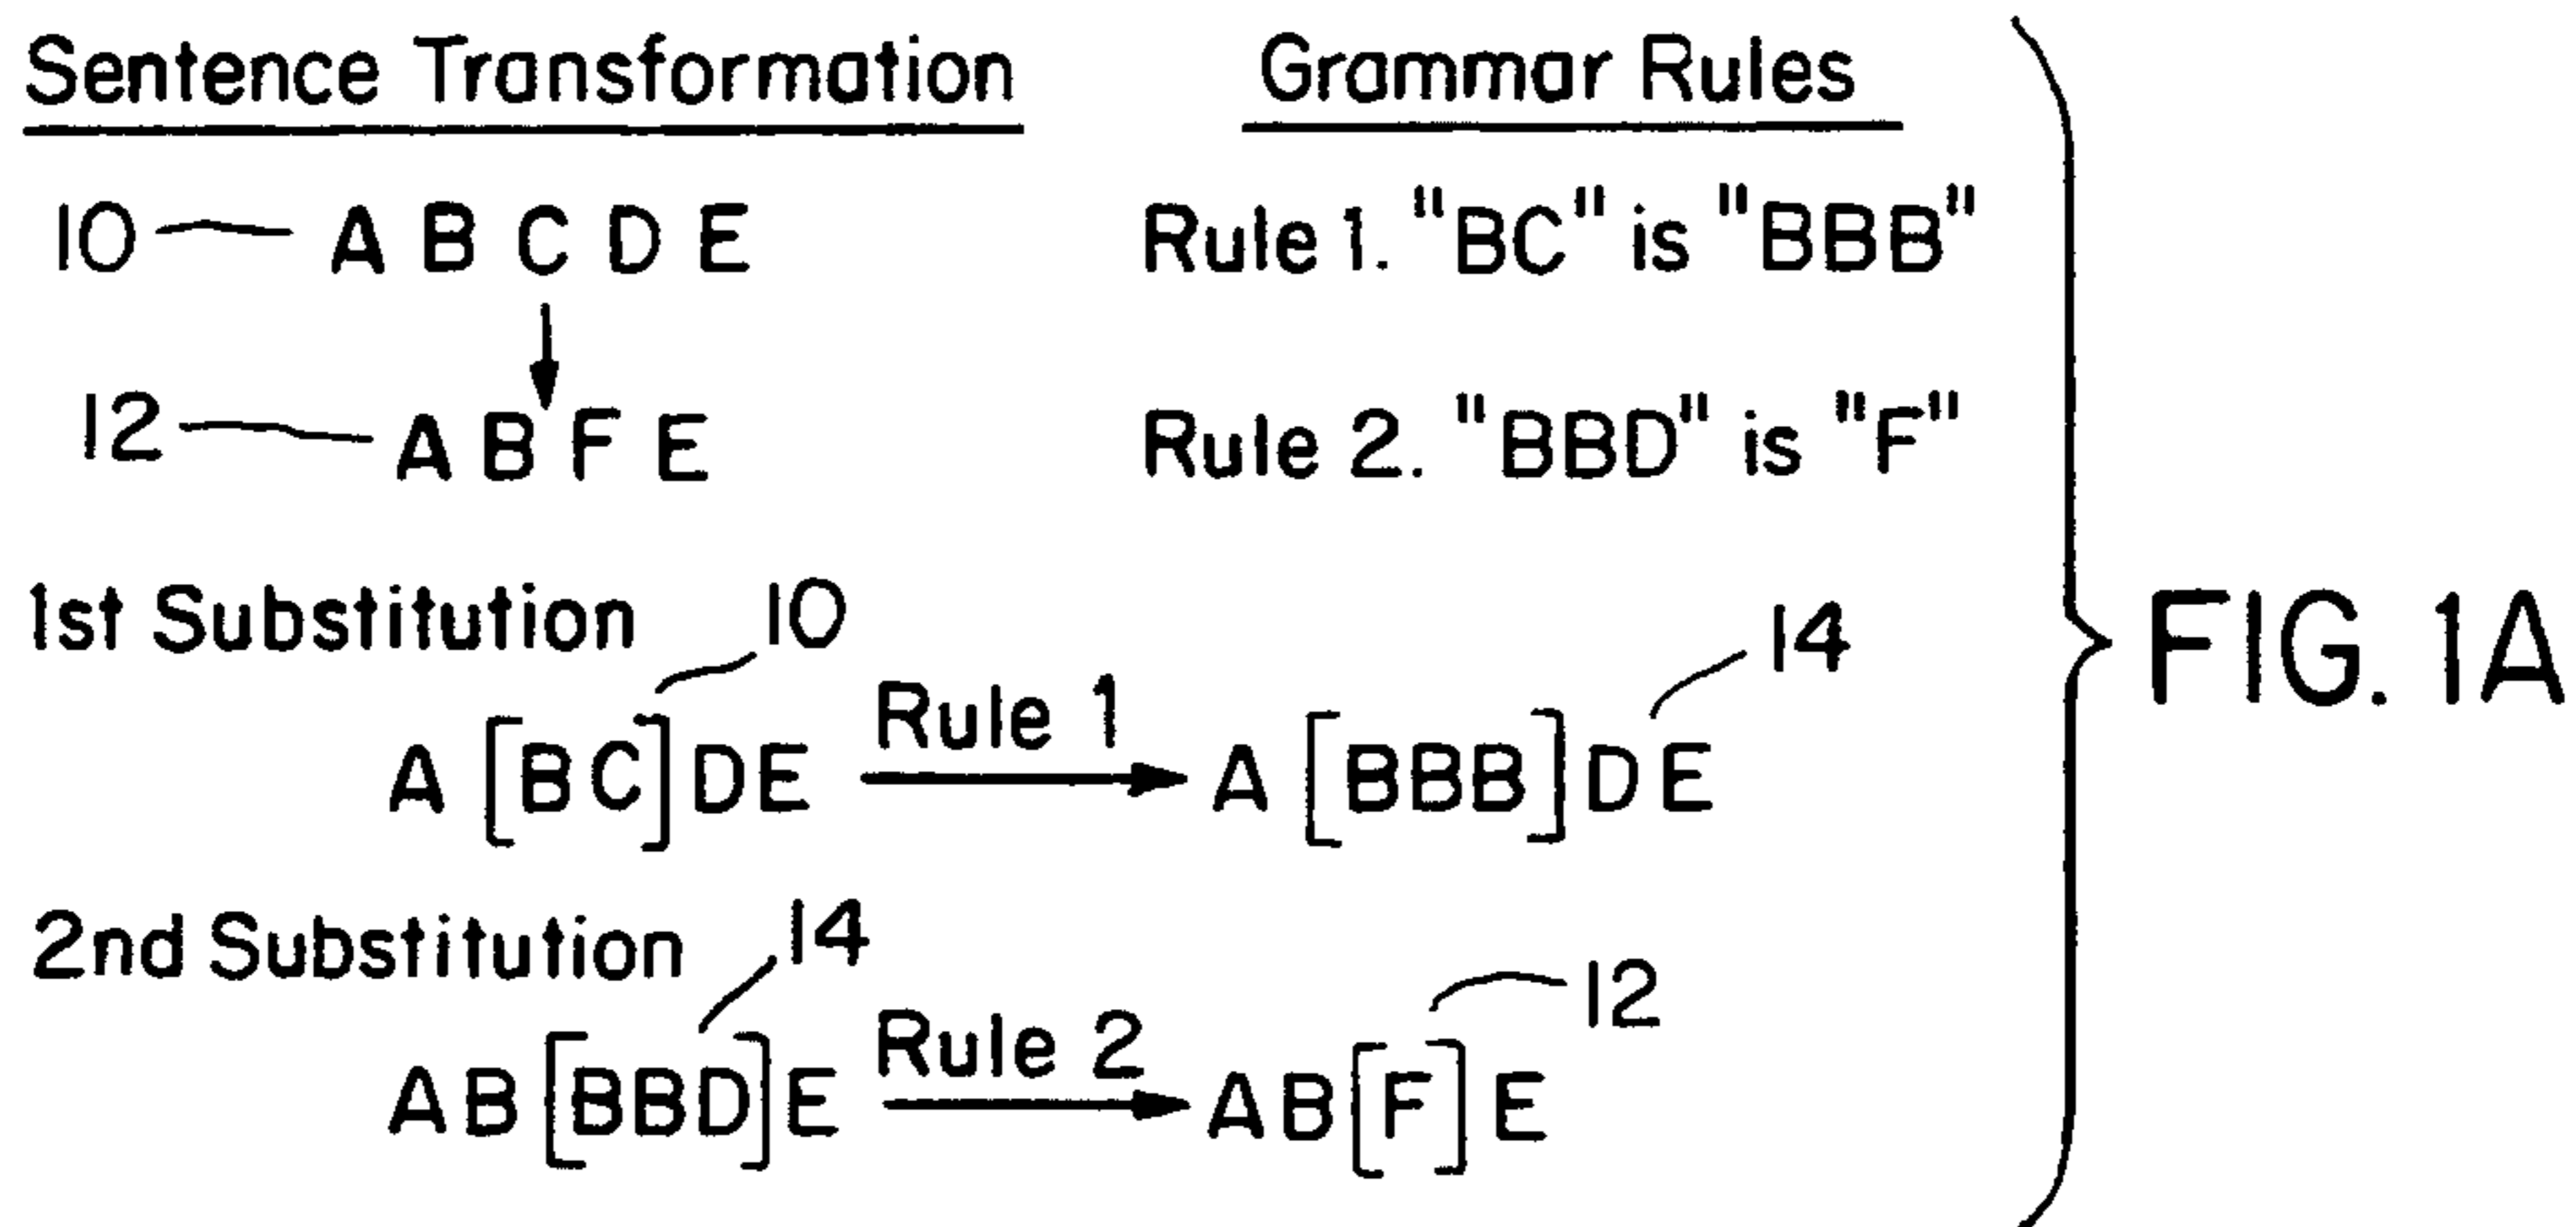 Sentence Transformation Grammar Rules
10 A B C D E Rule 1. "BC" is "BBB"
12 A B F E Rule 2. "BBD" is "F"
1st Substitution 10 14
A [BC] DE Rule 1 A [BBB] D E
2nd Substitution 14 12
AB [BBD] E Rule 2 AB [F] E
FIG. 1A